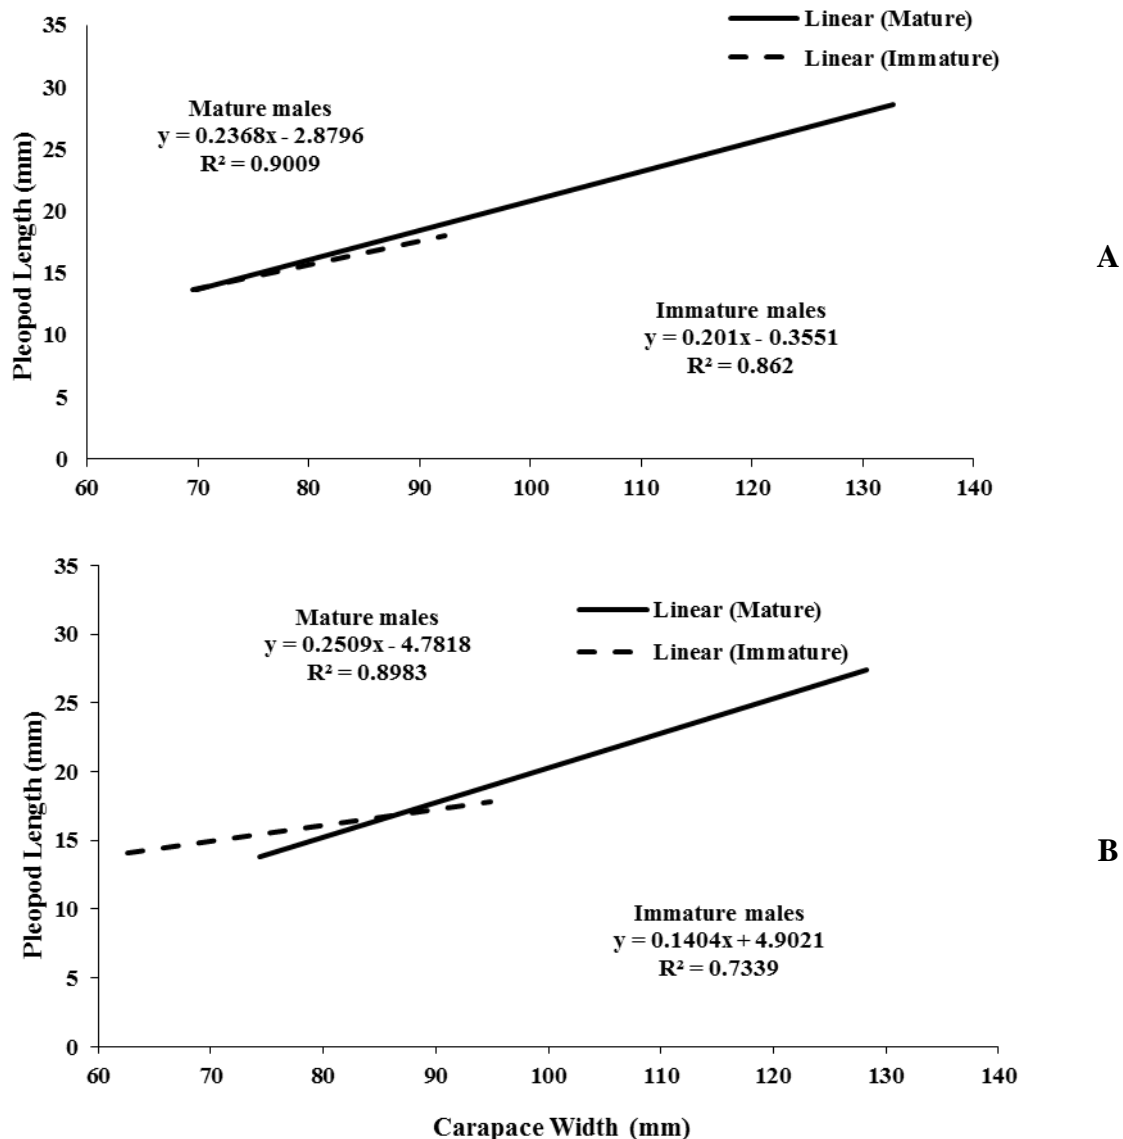 35
30
25
20
15
10
5
0
Pleopod Length (mm)
Linear (Mature)
Linear (Immature)
Mature males
y = 0.2368x - 2.8796
R² = 0.9009
Immature males
y = 0.201x - 0.3551
R² = 0.862
A
60 70 80 90 100 110 120 130 140
35
30
25
20
15
10
5
0
Pleopod Length (mm)
Mature males
y = 0.2509x - 4.7818
R² = 0.8983
Linear (Mature)
Linear (Immature)
Immature males
y = 0.1404x + 4.9021
R² = 0.7339
B
60 70 80 90 100 110 120 130 140
Carapace Width (mm)